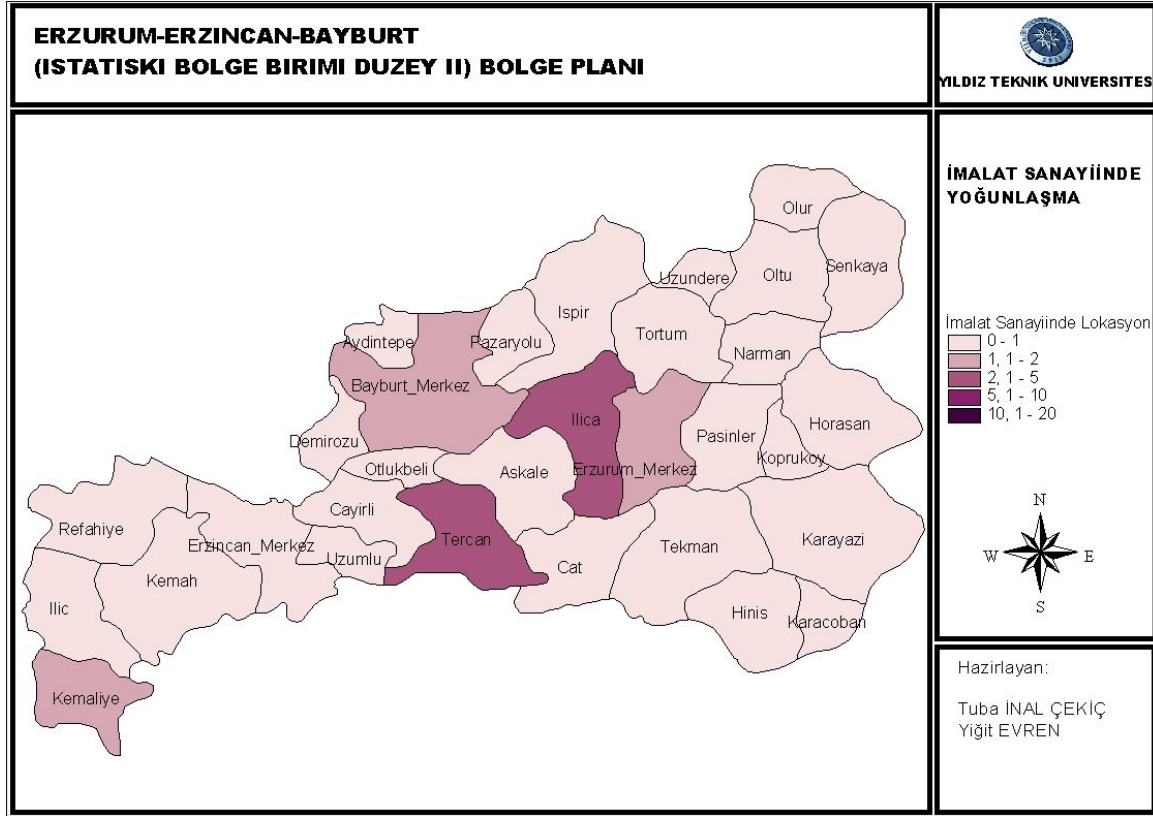 ERZURUM-ERZINCAN-BAYBURT
(ISTATISKI BOLGE BIRIMI DUZEY II) BOLGE PLANI
YILDIZ TEKNIK UNIVERSITES
İMALAT SANAYİİNDE
YOĞUNLAŞMA
İmalat Sanayiinde Lokasyon
0 - 1
1, 1 - 2
2, 1 - 5
5, 1 - 10
10, 1 - 20
N
W
E
S
Hazirlayan:
Tuba İNAL ÇEKİÇ
Yiğit EVREN
Olur
Senkaya
Uzundere
Oltu
Ispir
Tortum
Aydintepe
Pazaryolu
Narman
Bayburt_Merkez
Ilica
Horasan
Pasinler
Demirozu
Koprukoy
Otlukbeli
Askale
Erzurum_Merkez
Cayirli
Refahiye
Erzincan_Merkez
Uzumlu
Tercan
Tekman
Karayazi
Kemah
Cat
Ilic
Hinis
Karacoban
Kemaliye